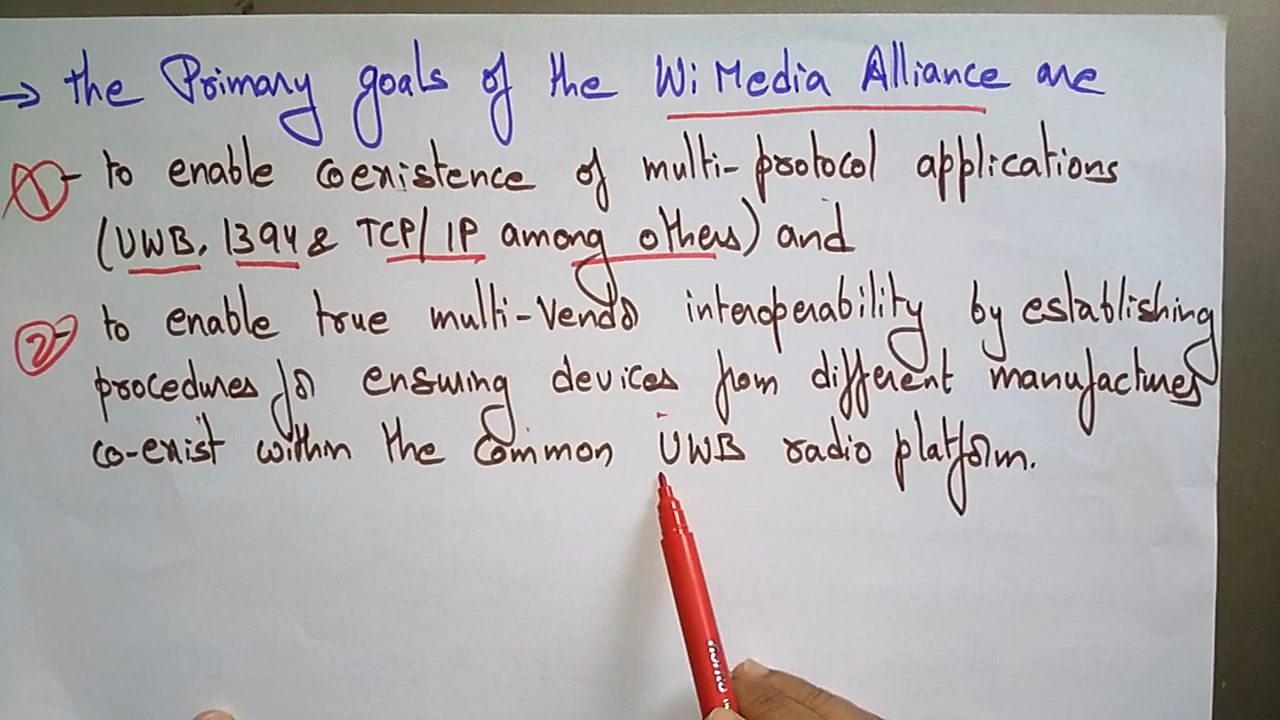 → the Primary goals of the Wi Media Alliance are
1- to enable coexistence of multi-protocol applications
(UWB, 1394 & TCP/IP among others) and
2- to enable true multi-vendor interoperability by establishing
procedures for ensuring devices from different manufactures
co-exist within the Common UWB radio platform.